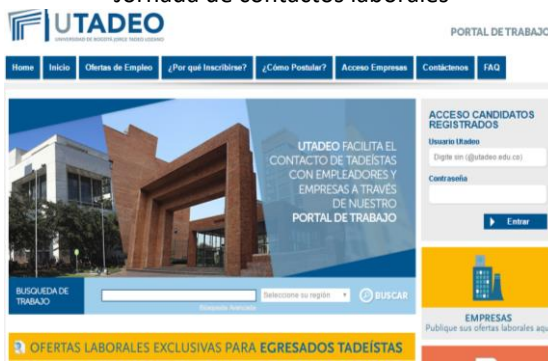 Jornada de contactos laborales
UTADEO
UNIVERSIDAD DE BOGOTÁ JORGE TADEO LOZANO
PORTAL DE TRABAJO
Home Inicio Ofertas de Empleo ¿Por qué Inscribirse? ¿Cómo Postular? Acceso Empresas Contáctenos FAQ
UTADEO FACILITA EL
CONTACTO DE TADEÍSTAS
CON EMPLEADORES Y
EMPRESAS A TRAVÉS
DE NUESTRO
PORTAL DE TRABAJO
ACCESO CANDIDATOS
REGISTRADOS
Usuario Utadeo
Digite sin (@utadeo.edu.co)
Contraseña
Entrar
BUSQUEDA DE
TRABAJO
Seleccione su región
BUSCAR
Búsqueda Avanzada
EMPRESAS
Publique sus ofertas laborales aquí
OFERTAS LABORALES EXCLUSIVAS PARA EGRESADOS TADEÍSTAS